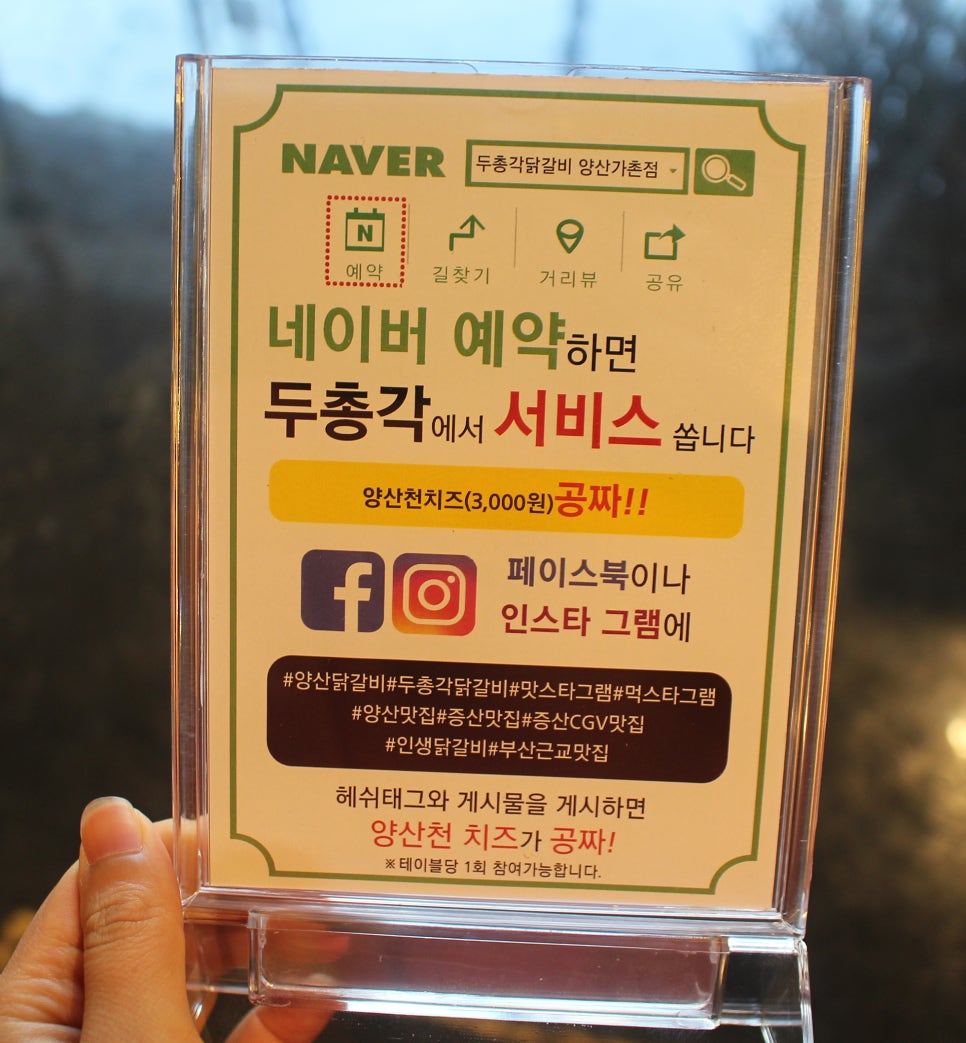 NAVER 두총각닭갈비 양산가촌점
N
예약 길찾기 거리뷰 공유
네이버 예약하면
두총각에서 서비스 쏩니다
양산천치즈(3,000원)공짜!!
f 페이스북이나
인스타 그램에
#양산닭갈비#두총각닭갈비#맛스타그램#먹스타그램
#양산맛집#증산맛집#증산CGV맛집
#인생닭갈비#부산근교맛집
헤쉬태그와 게시물을 게시하면
양산천 치즈가 공짜!
※ 테이블당 1회 참여가능합니다.